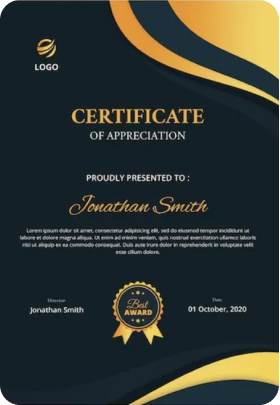 LOGO
CERTIFICATE
OF APPRECIATION
PROUDLY PRESENTED TO :
Jonathan Smith
Lorem ipsum dolor sit amet, consectetur adipiscing elit, sed do eiusmod tempor incididunt ut
labore et dolore magna aliqua. Ut enim ad minim veniam, quis nostrud exercitation ullamco laboris
nisi ut aliquip ex ea commodo consequat. Duis aute irure dolor in reprehenderit in voluptate velit
esse cillum dolore.
Director
Jonathan Smith
Best
AWARD
Date
01 October, 2020